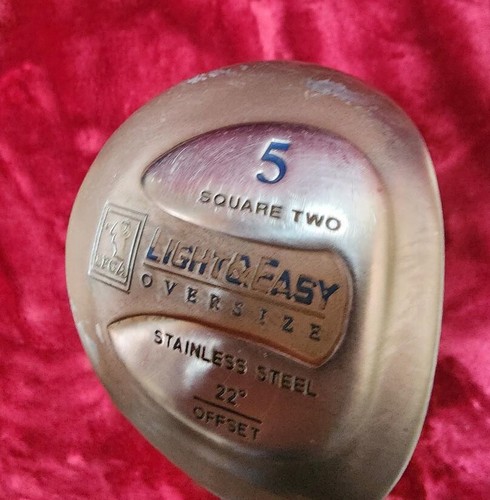 5
SQUARE TWO
LPGA
LIGHT&EASY
OVERSIZE
STAINLESS STEEL
22°
OFFSET